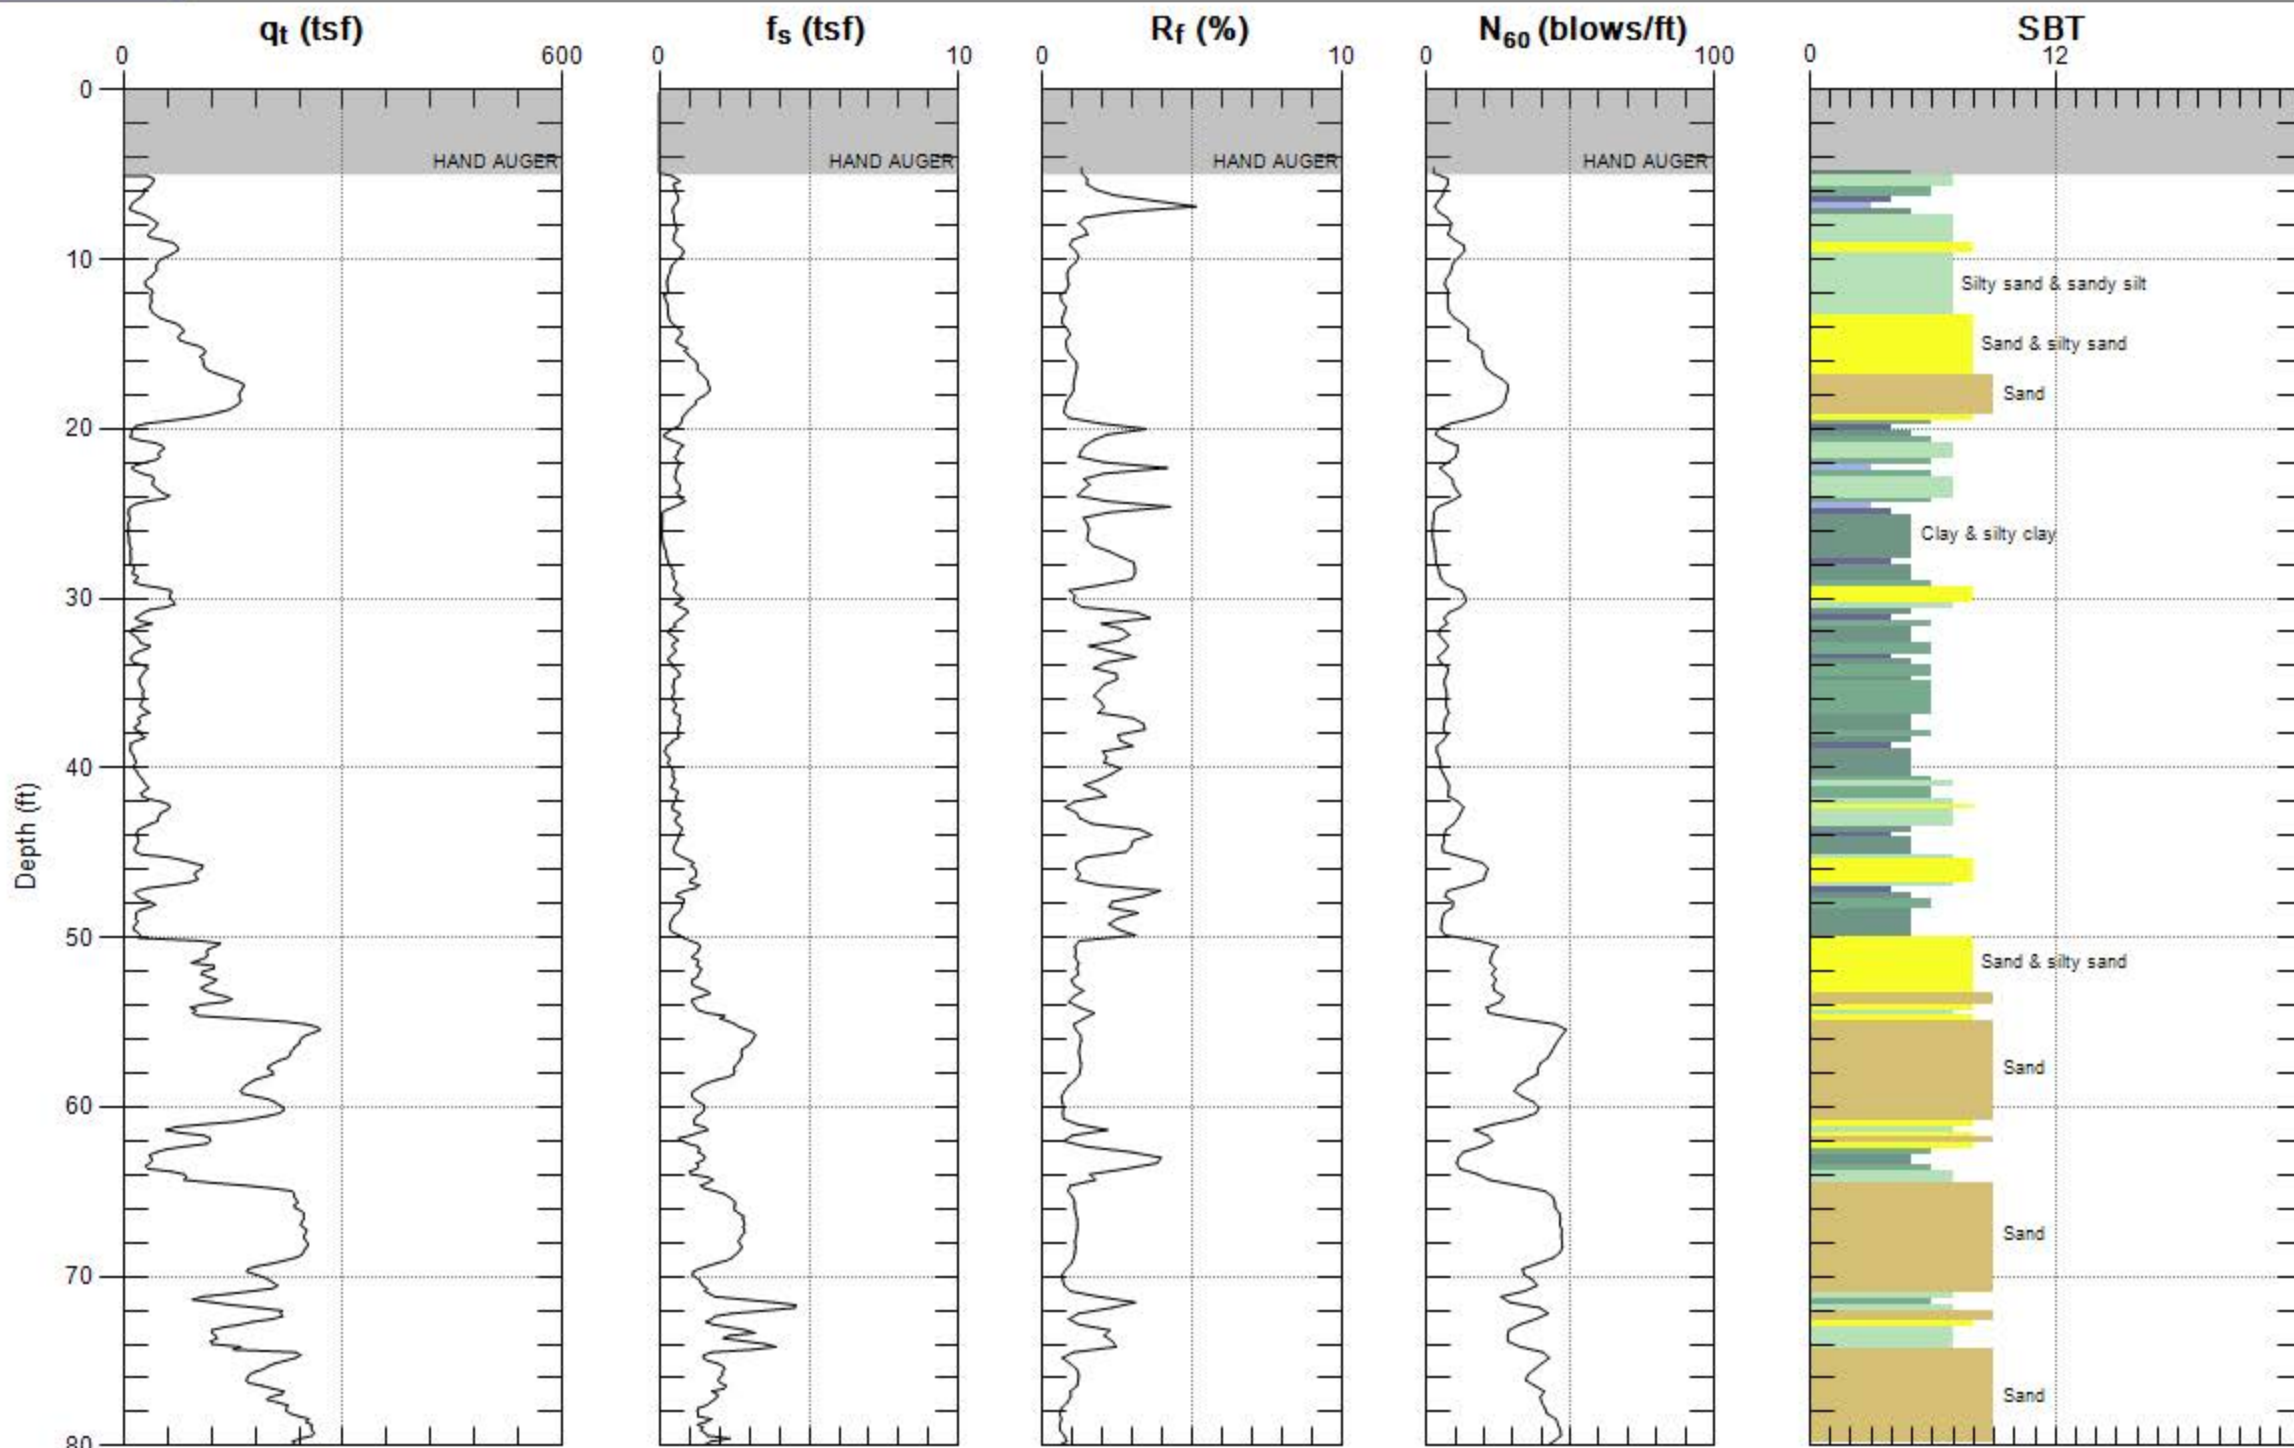 qt (tsf) fs (tsf) Rf (%) N60 (blows/ft) SBT
0 600 0 10 0 10 0 100 0 12
0
HAND AUGER HAND AUGER HAND AUGER HAND AUGER
10
Silty sand & sandy silt
Sand & silty sand
Sand
20
Clay & silty clay
30
40
Depth (ft)
50
Sand & silty sand
Sand
60
Sand
70
Sand
80